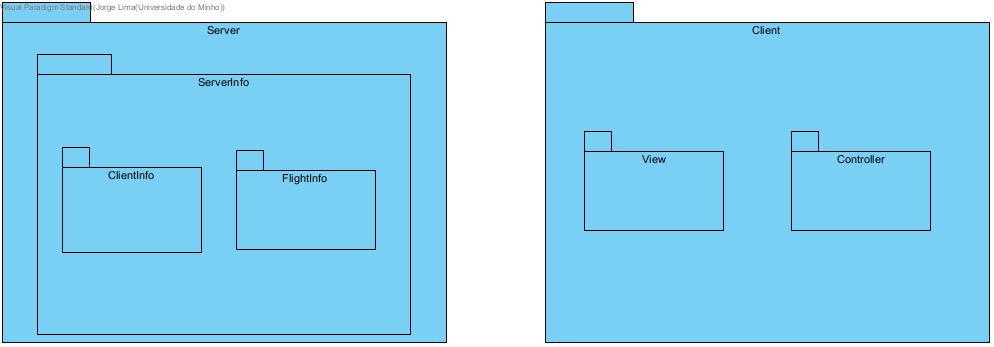 Visual Paradigm Standard(Jorge Lima(Universidade do Minho))
Server
ServerInfo
ClientInfo
FlightInfo
Client
View
Controller